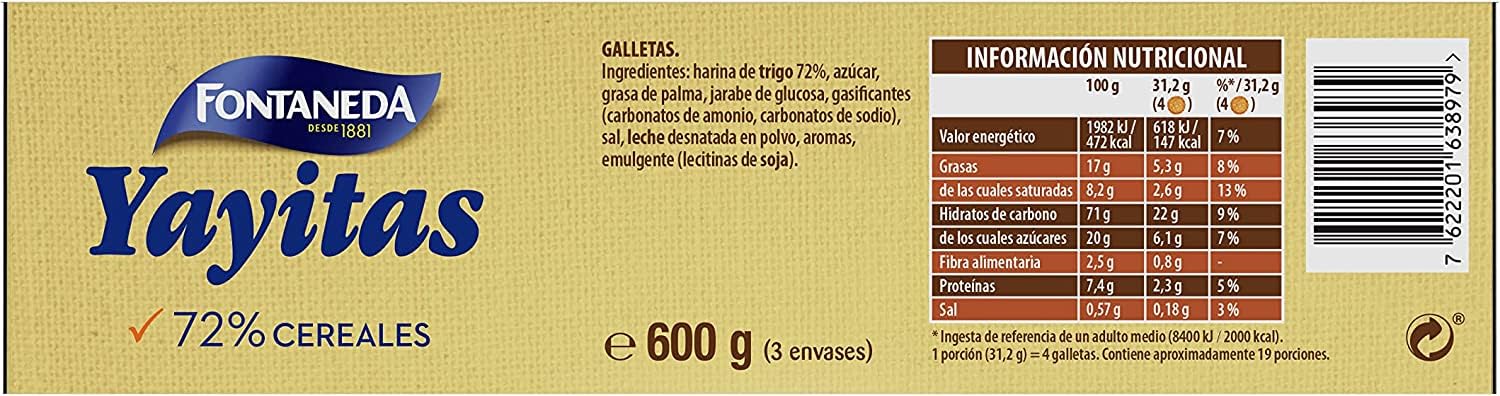 FONTANEDA
DESDE 1881
Yayitas
72% CEREALES
GALLETAS.
Ingredientes: harina de trigo 72%, azúcar,
grasa de palma, jarabe de glucosa, gasificantes
(carbonatos de amonio, carbonatos de sodio),
sal, leche desnatada en polvo, aromas,
emulgente (lecitinas de soja).
e 600 g (3 envases)
INFORMACIÓN NUTRICIONAL
100 g 31,2 g %*/31,2 g
(4 ) (4 )
Valor energético 1982 kJ / 472 kcal 618 kJ / 147 kcal 7 %
Grasas 17 g 5,3 g 8 %
de las cuales saturadas 8,2 g 2,6 g 13 %
Hidratos de carbono 71 g 22 g 9 %
de los cuales azúcares 20 g 6,1 g 7 %
Fibra alimentaria 2,5 g 0,8 g -
Proteínas 7,4 g 2,3 g 5 %
Sal 0,57 g 0,18 g 3 %
* Ingesta de referencia de un adulto medio (8400 kJ / 2000 kcal).
1 porción (31,2 g) = 4 galletas. Contiene aproximadamente 19 porciones.
7 622201 638979 >
®